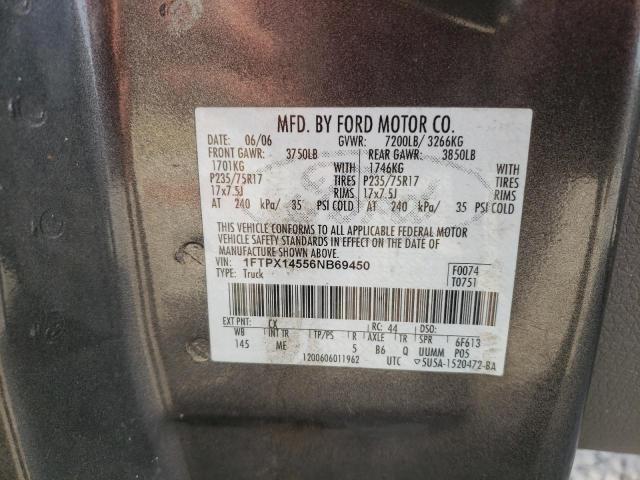 MFD. BY FORD MOTOR CO.
DATE: 06/06 GVWR: 7200LB/ 3266KG
FRONT GAWR: 3750LB REAR GAWR: 3850LB
1701KG WITH 1746KG WITH
P235/75R17 TIRES P235/75R17 TIRES
17x7.5J RIMS 17x7.5J RIMS
AT 240 kPa/ 35 PSI COLD AT 240 kPa/ 35 PSI COLD
THIS VEHICLE CONFORMS TO ALL APPLICABLE FEDERAL MOTOR
VEHICLE SAFETY STANDARDS IN EFFECT ON THE DATE OF
MANUFACTURE SHOWN ABOVE.
VIN: 1FTPX14556NB69450 F0074
TYPE: Truck T0751
EXT PNT: CX RC: 44 DSO:
WB INT TR TP/PS R AXLE TR SPR 6F613
145 ME 5 B6 Q UUMM P05
1200606011962 UTC 5U5A-1520472-BA